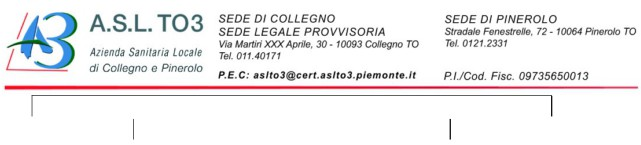 A.S.L. TO3
Azienda Sanitaria Locale
di Collegno e Pinerolo
SEDE DI COLLEGNO
SEDE LEGALE PROVVISORIA
Via Martiri XXX Aprile, 30 - 10093 Collegno TO
Tel. 011.40171
P.E.C: aslto3@cert.aslto3.piemonte.it
SEDE DI PINEROLO
Stradale Fenestrelle, 72 - 10064 Pinerolo TO
Tel. 0121.2331
P.I./Cod. Fisc. 09735650013